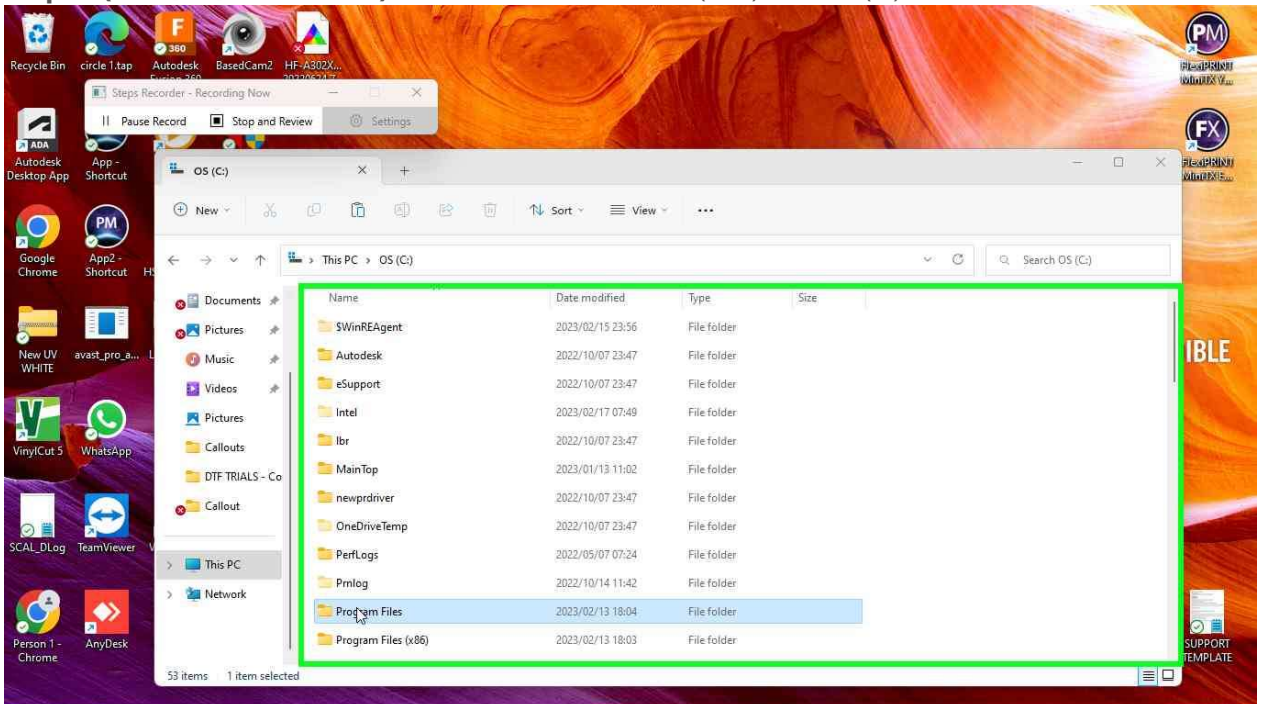 Recycle Bin
circle 1.tap
Autodesk
BasedCam2
HF-A302X...
F
360
Steps Recorder - Recording Now
Pause Record
Stop and Review
Settings
PM
FX
ADA
Autodesk
Desktop App
App -
Shortcut
OS (C:)
New
Sort
View
Google
Chrome
PM
App2 -
Shortcut
This PC > OS (C:)
Search OS (C:)
Name
Date modified
Type
Size
Documents
Pictures
Music
Videos
Pictures
Callouts
DTF TRIALS - Co
Callout
This PC
Network
$WinREAgent 2023/02/15 23:56 File folder
Autodesk 2022/10/07 23:47 File folder
eSupport 2022/10/07 23:47 File folder
Intel 2023/02/17 07:49 File folder
lbr 2022/10/07 23:47 File folder
MainTop 2023/01/13 11:02 File folder
newprdriver 2022/10/07 23:47 File folder
OneDriveTemp 2022/10/07 23:47 File folder
PerfLogs 2022/05/07 07:24 File folder
Prnlog 2022/10/14 11:42 File folder
Program Files 2023/02/13 18:04 File folder
Program Files (x86) 2023/02/13 18:03 File folder
New UV
WHITE
avast_pro_a...
IBLE
VinylCut 5
WhatsApp
SCAL_DLog
TeamViewer
Person 1 -
Chrome
AnyDesk
SUPPORT
TEMPLATE
53 items
1 item selected